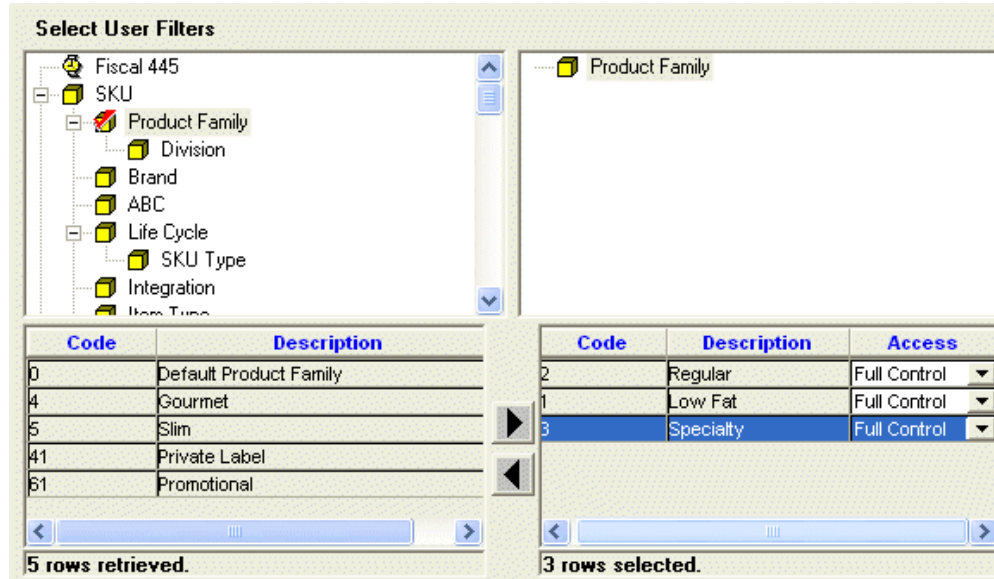 Select User Filters
Fiscal 445
SKU
Product Family
Division
Brand
ABC
Life Cycle
SKU Type
Integration
Item Type
Product Family
Code Description
0 Default Product Family
4 Gourmet
5 Slim
41 Private Label
61 Promotional
5 rows retrieved.
Code Description Access
2 Regular Full Control
1 Low Fat Full Control
3 Specialty Full Control
3 rows selected.